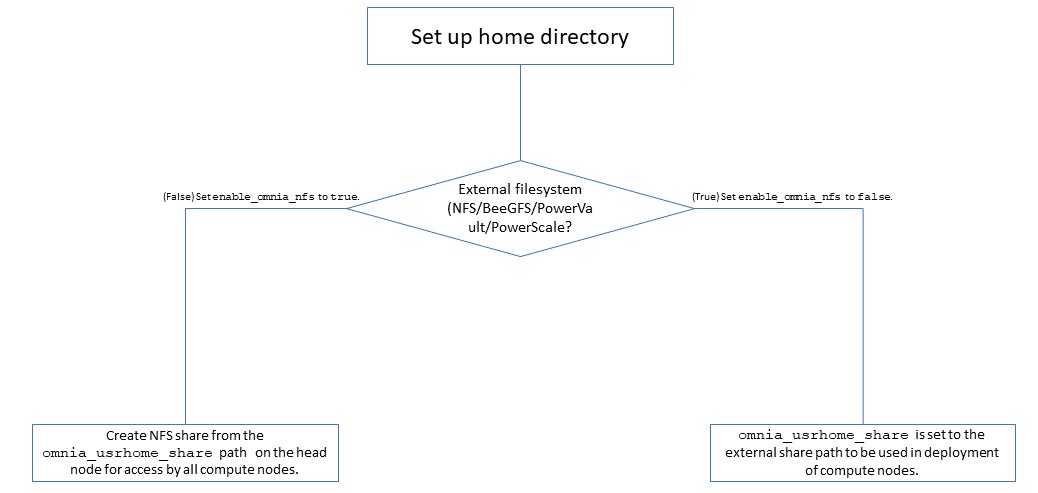 Set up home directory
External filesystem
(NFS/BeeGFS/PowerVa
ult/PowerScale?
(False) Set enable_omnia_nfs to true.
(True) Set enable_omnia_nfs to false.
Create NFS share from the
omnia_usrhome_share path on the head
node for access by all compute nodes.
omnia_usrhome_share is set to the
external share path to be used in deployment
of compute nodes.